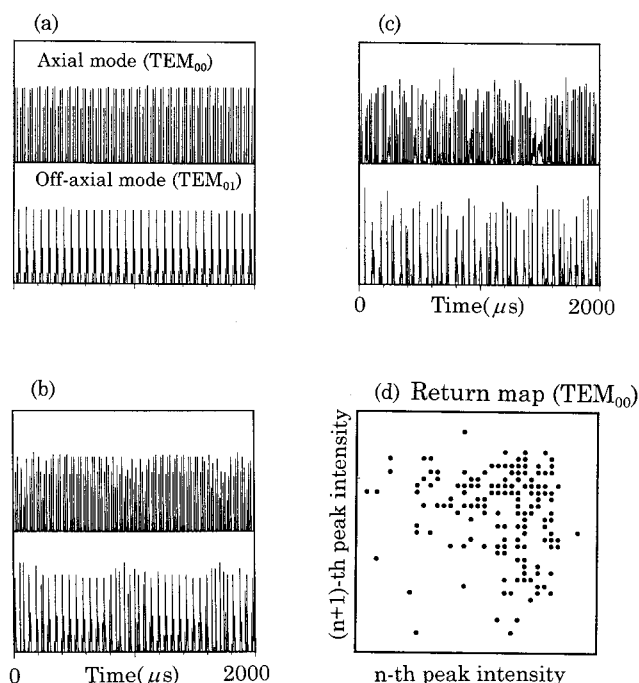 (a)
Axial mode (TEM₀₀)
Off-axial mode (TEM₀₁)
(b)
0 Time(μs) 2000
(c)
0 Time(μs) 2000
(d) Return map (TEM₀₀)
(n+1)-th peak intensity
n-th peak intensity